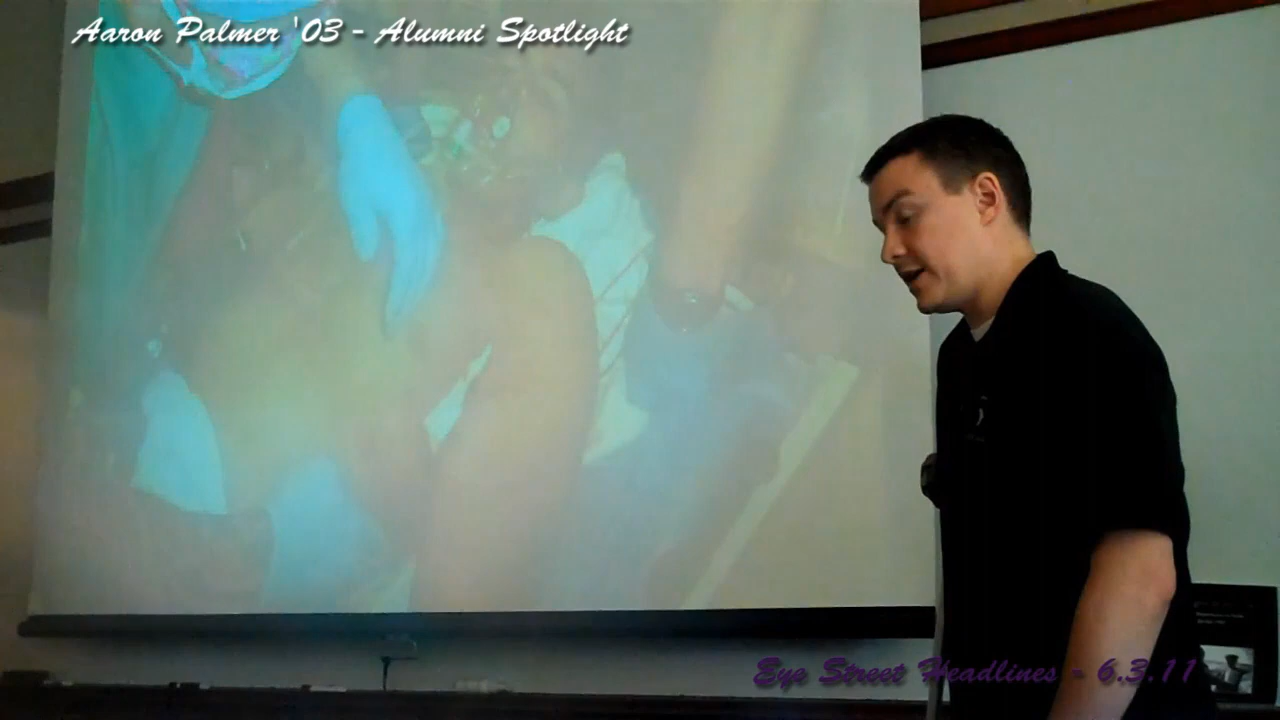 Aaron Palmer '03 - Alumni Spotlight
Eye Street Headlines - 6.3.11